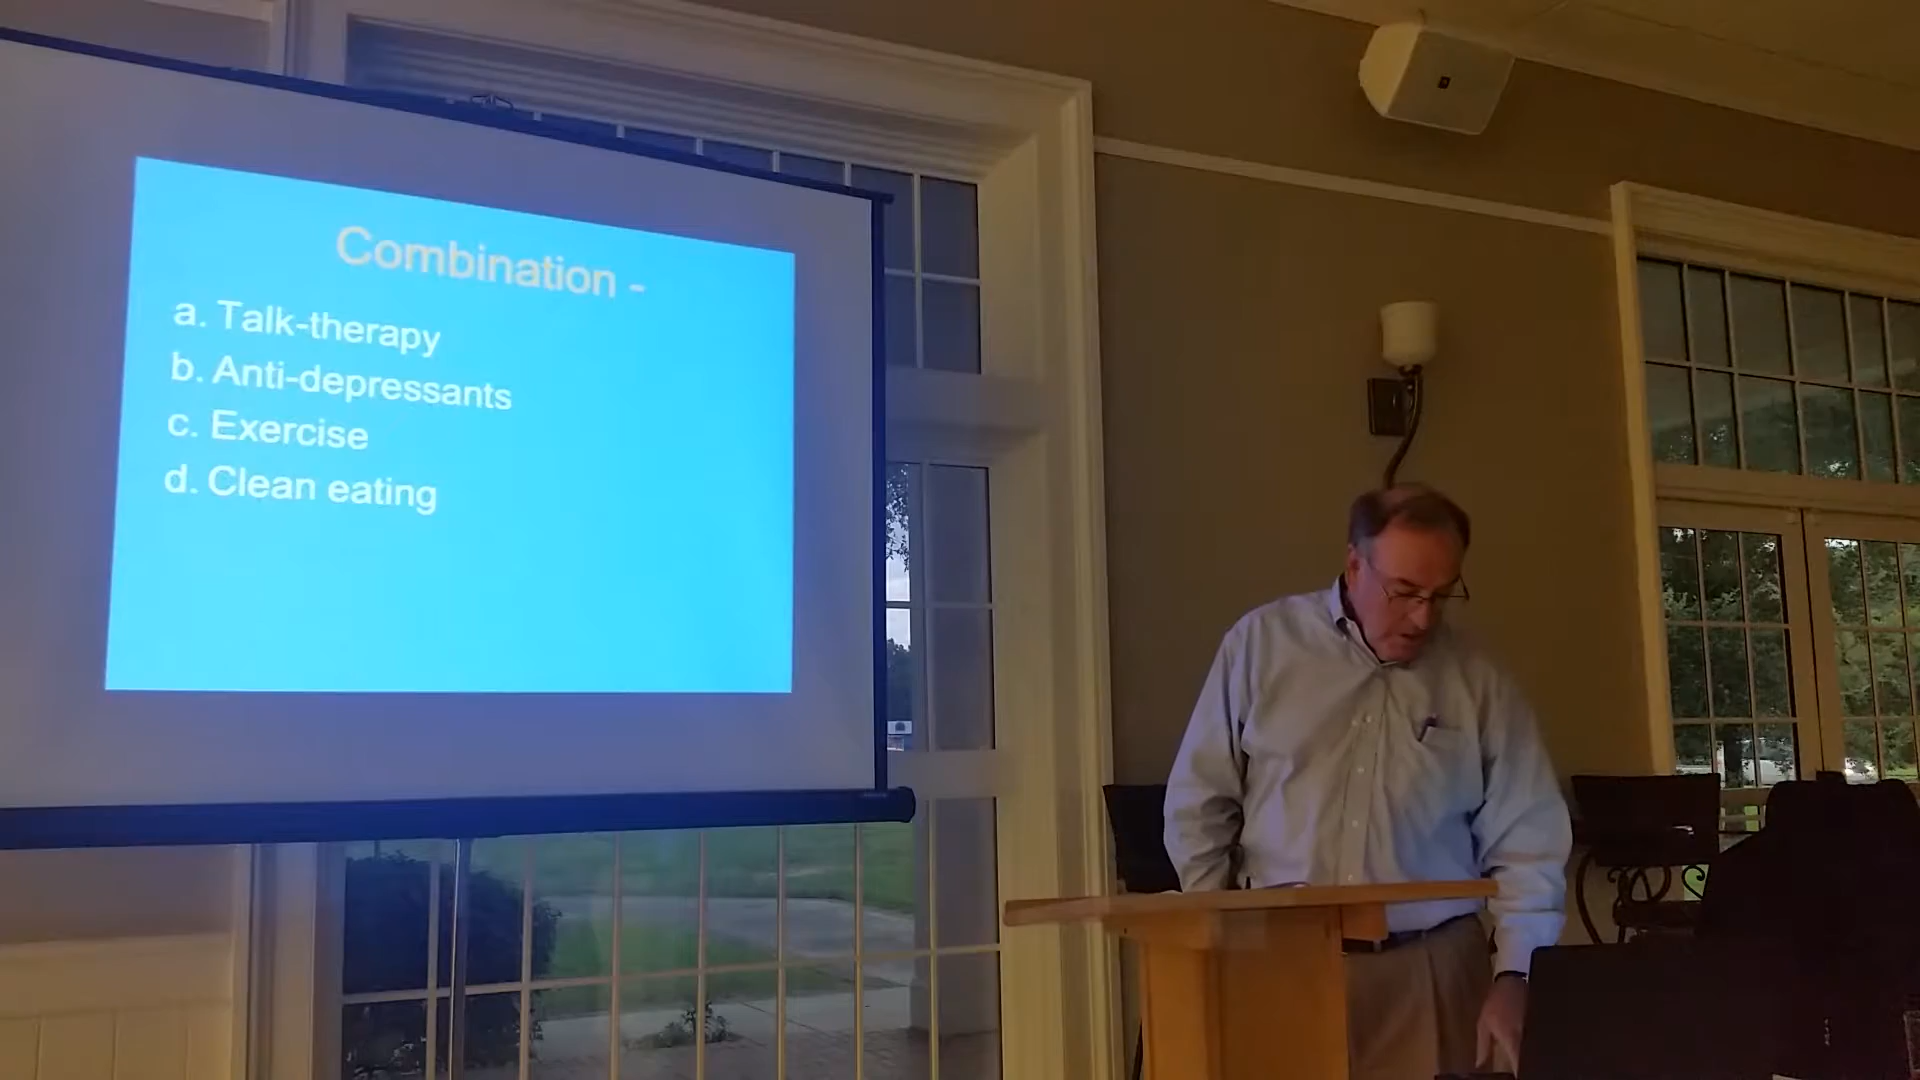 Combination -
a. Talk-therapy
b. Anti-depressants
c. Exercise
d. Clean eating